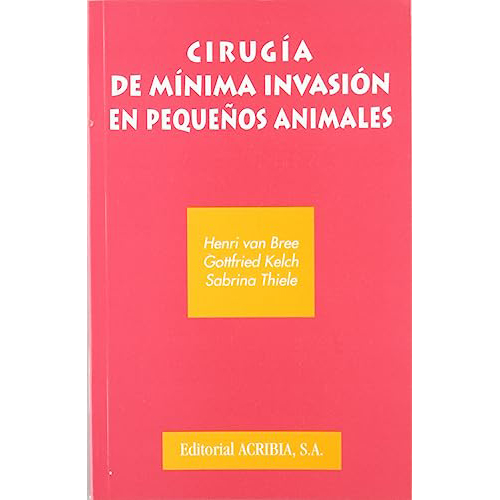 CIRUGÍA
DE MÍNIMA INVASIÓN
EN PEQUEÑOS ANIMALES
Henri van Bree
Gottfried Kelch
Sabrina Thiele
Editorial ACRIBIA, S.A.